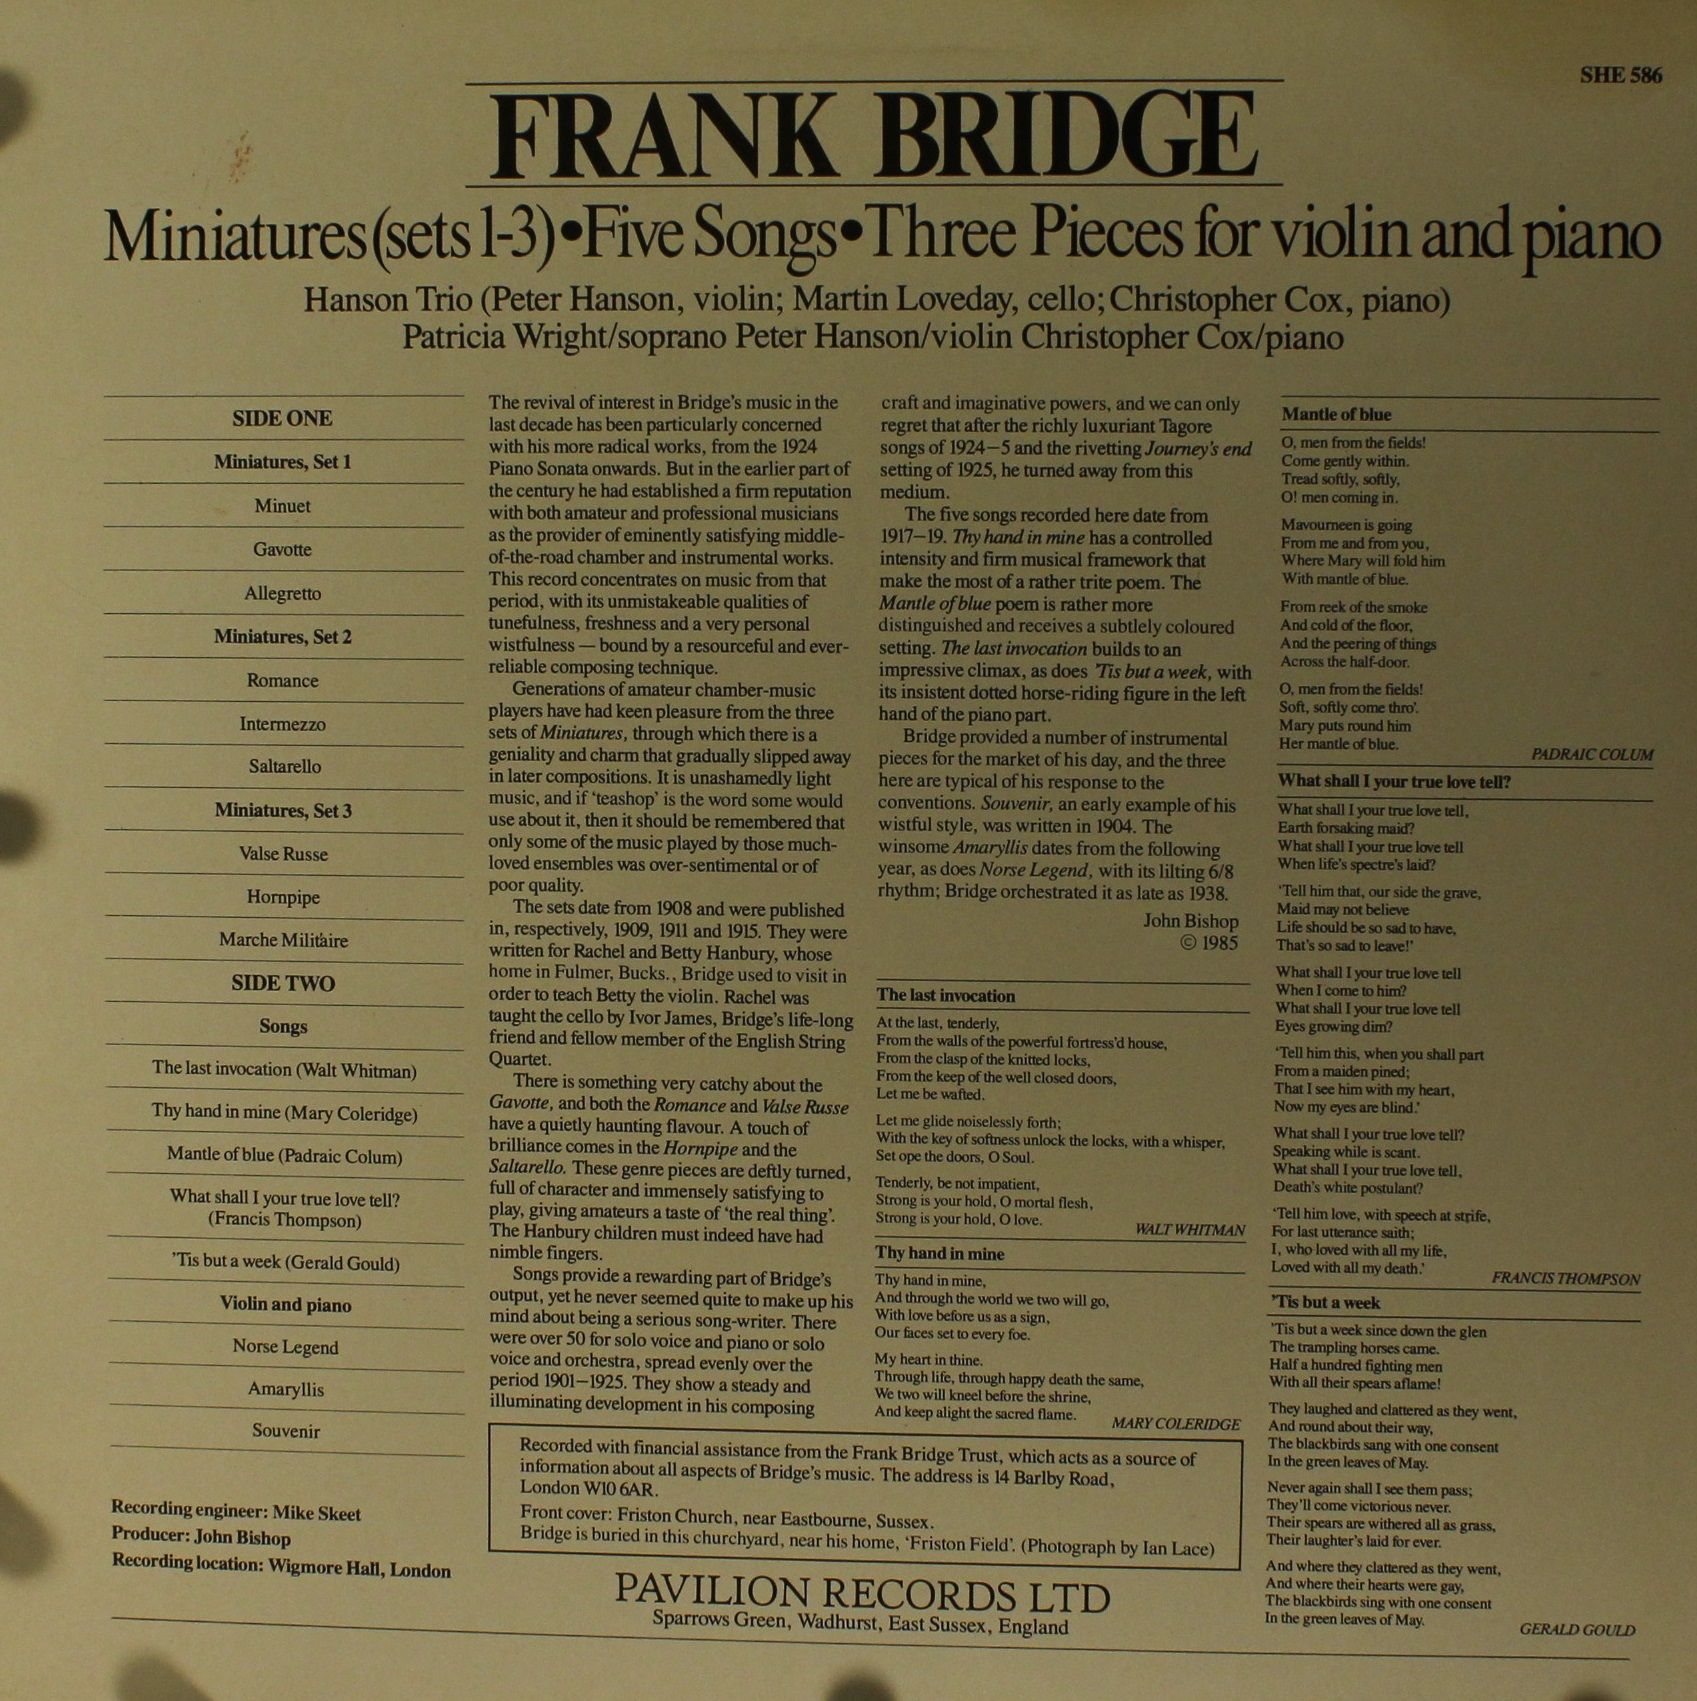 SHE 586
FRANK BRIDGE
Miniatures (sets 1-3)•Five Songs•Three Pieces for violin and piano
Hanson Trio (Peter Hanson, violin; Martin Loveday, cello; Christopher Cox, piano)
Patricia Wright/soprano Peter Hanson/violin Christopher Cox/piano
SIDE ONE
Miniatures, Set 1
Minuet
Gavotte
Allegretto
Miniatures, Set 2
Romance
Intermezzo
Saltarello
Miniatures, Set 3
Valse Russe
Hornpipe
Marche Militaire
SIDE TWO
Songs
The last invocation (Walt Whitman)
Thy hand in mine (Mary Coleridge)
Mantle of blue (Padraic Colum)
What shall I your true love tell?
(Francis Thompson)
'Tis but a week (Gerald Gould)
Violin and piano
Norse Legend
Amaryllis
Souvenir
Recording engineer: Mike Skeet
Producer: John Bishop
Recording location: Wigmore Hall, London
The revival of interest in Bridge's music in the
last decade has been particularly concerned
with his more radical works, from the 1924
Piano Sonata onwards. But in the earlier part of
the century he had established a firm reputation
with both amateur and professional musicians
as the provider of eminently satisfying middle-
of-the-road chamber and instrumental works.
This record concentrates on music from that
period, with its unmistakeable qualities of
tunefulness, freshness and a very personal
wistfulness — bound by a resourceful and ever-
reliable composing technique.
Generations of amateur chamber-music
players have had keen pleasure from the three
sets of Miniatures, through which there is a
geniality and charm that gradually slipped away
in later compositions. It is unashamedly light
music, and if 'teashop' is the word some would
use about it, then it should be remembered that
only some of the music played by those much-
loved ensembles was over-sentimental or of
poor quality.
The sets date from 1908 and were published
in, respectively, 1909, 1911 and 1915. They were
written for Rachel and Betty Hanbury, whose
home in Fulmer, Bucks., Bridge used to visit in
order to teach Betty the violin. Rachel was
taught the cello by Ivor James, Bridge's life-long
friend and fellow member of the English String
Quartet.
There is something very catchy about the
Gavotte, and both the Romance and Valse Russe
have a quietly haunting flavour. A touch of
brilliance comes in the Hornpipe and the
Saltarello. These genre pieces are deftly turned,
full of character and immensely satisfying to
play, giving amateurs a taste of 'the real thing'.
The Hanbury children must indeed have had
nimble fingers.
Songs provide a rewarding part of Bridge's
output, yet he never seemed quite to make up his
mind about being a serious song-writer. There
were over 50 for solo voice and piano or solo
voice and orchestra, spread evenly over the
period 1901–1925. They show a steady and
illuminating development in his composing
craft and imaginative powers, and we can only
regret that after the richly luxuriant Tagore
songs of 1924–5 and the rivetting Journey's end
setting of 1925, he turned away from this
medium.
The five songs recorded here date from
1917–19. Thy hand in mine has a controlled
intensity and firm musical framework that
make the most of a rather trite poem. The
Mantle of blue poem is rather more
distinguished and receives a subtlely coloured
setting. The last invocation builds to an
impressive climax, as does 'Tis but a week, with
its insistent dotted horse-riding figure in the left
hand of the piano part.
Bridge provided a number of instrumental
pieces for the market of his day, and the three
here are typical of his response to the
conventions. Souvenir, an early example of his
wistful style, was written in 1904. The
winsome Amaryllis dates from the following
year, as does Norse Legend, with its lilting 6/8
rhythm; Bridge orchestrated it as late as 1938.
John Bishop
© 1985
The last invocation
At the last, tenderly,
From the walls of the powerful fortress'd house,
From the clasp of the knitted locks,
From the keep of the well closed doors,
Let me be wafted.
Let me glide noiselessly forth;
With the key of softness unlock the locks, with a whisper,
Set ope the doors, O Soul.
Tenderly, be not impatient,
Strong is your hold, O mortal flesh,
Strong is your hold, O love.
WALT WHITMAN
Thy hand in mine
Thy hand in mine,
And through the world we two will go,
With love before us as a sign,
Our faces set to every foe.
My heart in thine.
Through life, through happy death the same,
We two will kneel before the shrine,
And keep alight the sacred flame.
MARY COLERIDGE
Mantle of blue
O, men from the fields!
Come gently within.
Tread softly, softly,
O! men coming in.
Mavourneen is going
From me and from you,
Where Mary will fold him
With mantle of blue.
From reek of the smoke
And cold of the floor,
And the peering of things
Across the half-door.
O, men from the fields!
Soft, softly come thro'.
Mary puts round him
Her mantle of blue.
PADRAIC COLUM
What shall I your true love tell?
What shall I your true love tell,
Earth forsaking maid?
What shall I your true love tell
When life's spectre's laid?
'Tell him that, our side the grave,
Maid may not believe
Life should be so sad to have,
That's so sad to leave!'
What shall I your true love tell
When I come to him?
What shall I your true love tell
Eyes growing dim?
'Tell him this, when you shall part
From a maiden pined;
That I see him with my heart,
Now my eyes are blind.'
What shall I your true love tell?
Speaking while is scant.
What shall I your true love tell,
Death's white postulant?
'Tell him love, with speech at strife,
For last utterance saith;
I, who loved with all my life,
Loved with all my death.'
FRANCIS THOMPSON
'Tis but a week
'Tis but a week since down the glen
The trampling horses came.
Half a hundred fighting men
With all their spears aflame!
They laughed and clattered as they went,
And round about their way,
The blackbirds sang with one consent
In the green leaves of May.
Never again shall I see them pass;
They'll come victorious never.
Their spears are withered all as grass,
Their laughter's laid for ever.
And where they clattered as they went,
And where their hearts were gay,
The blackbirds sing with one consent
In the green leaves of May.
GERALD GOULD
Recorded with financial assistance from the Frank Bridge Trust, which acts as a source of
information about all aspects of Bridge's music. The address is 14 Barlby Road,
London W10 6AR.
Front cover: Friston Church, near Eastbourne, Sussex.
Bridge is buried in this churchyard, near his home, 'Friston Field'. (Photograph by Ian Lace)
PAVILION RECORDS LTD
Sparrows Green, Wadhurst, East Sussex, England